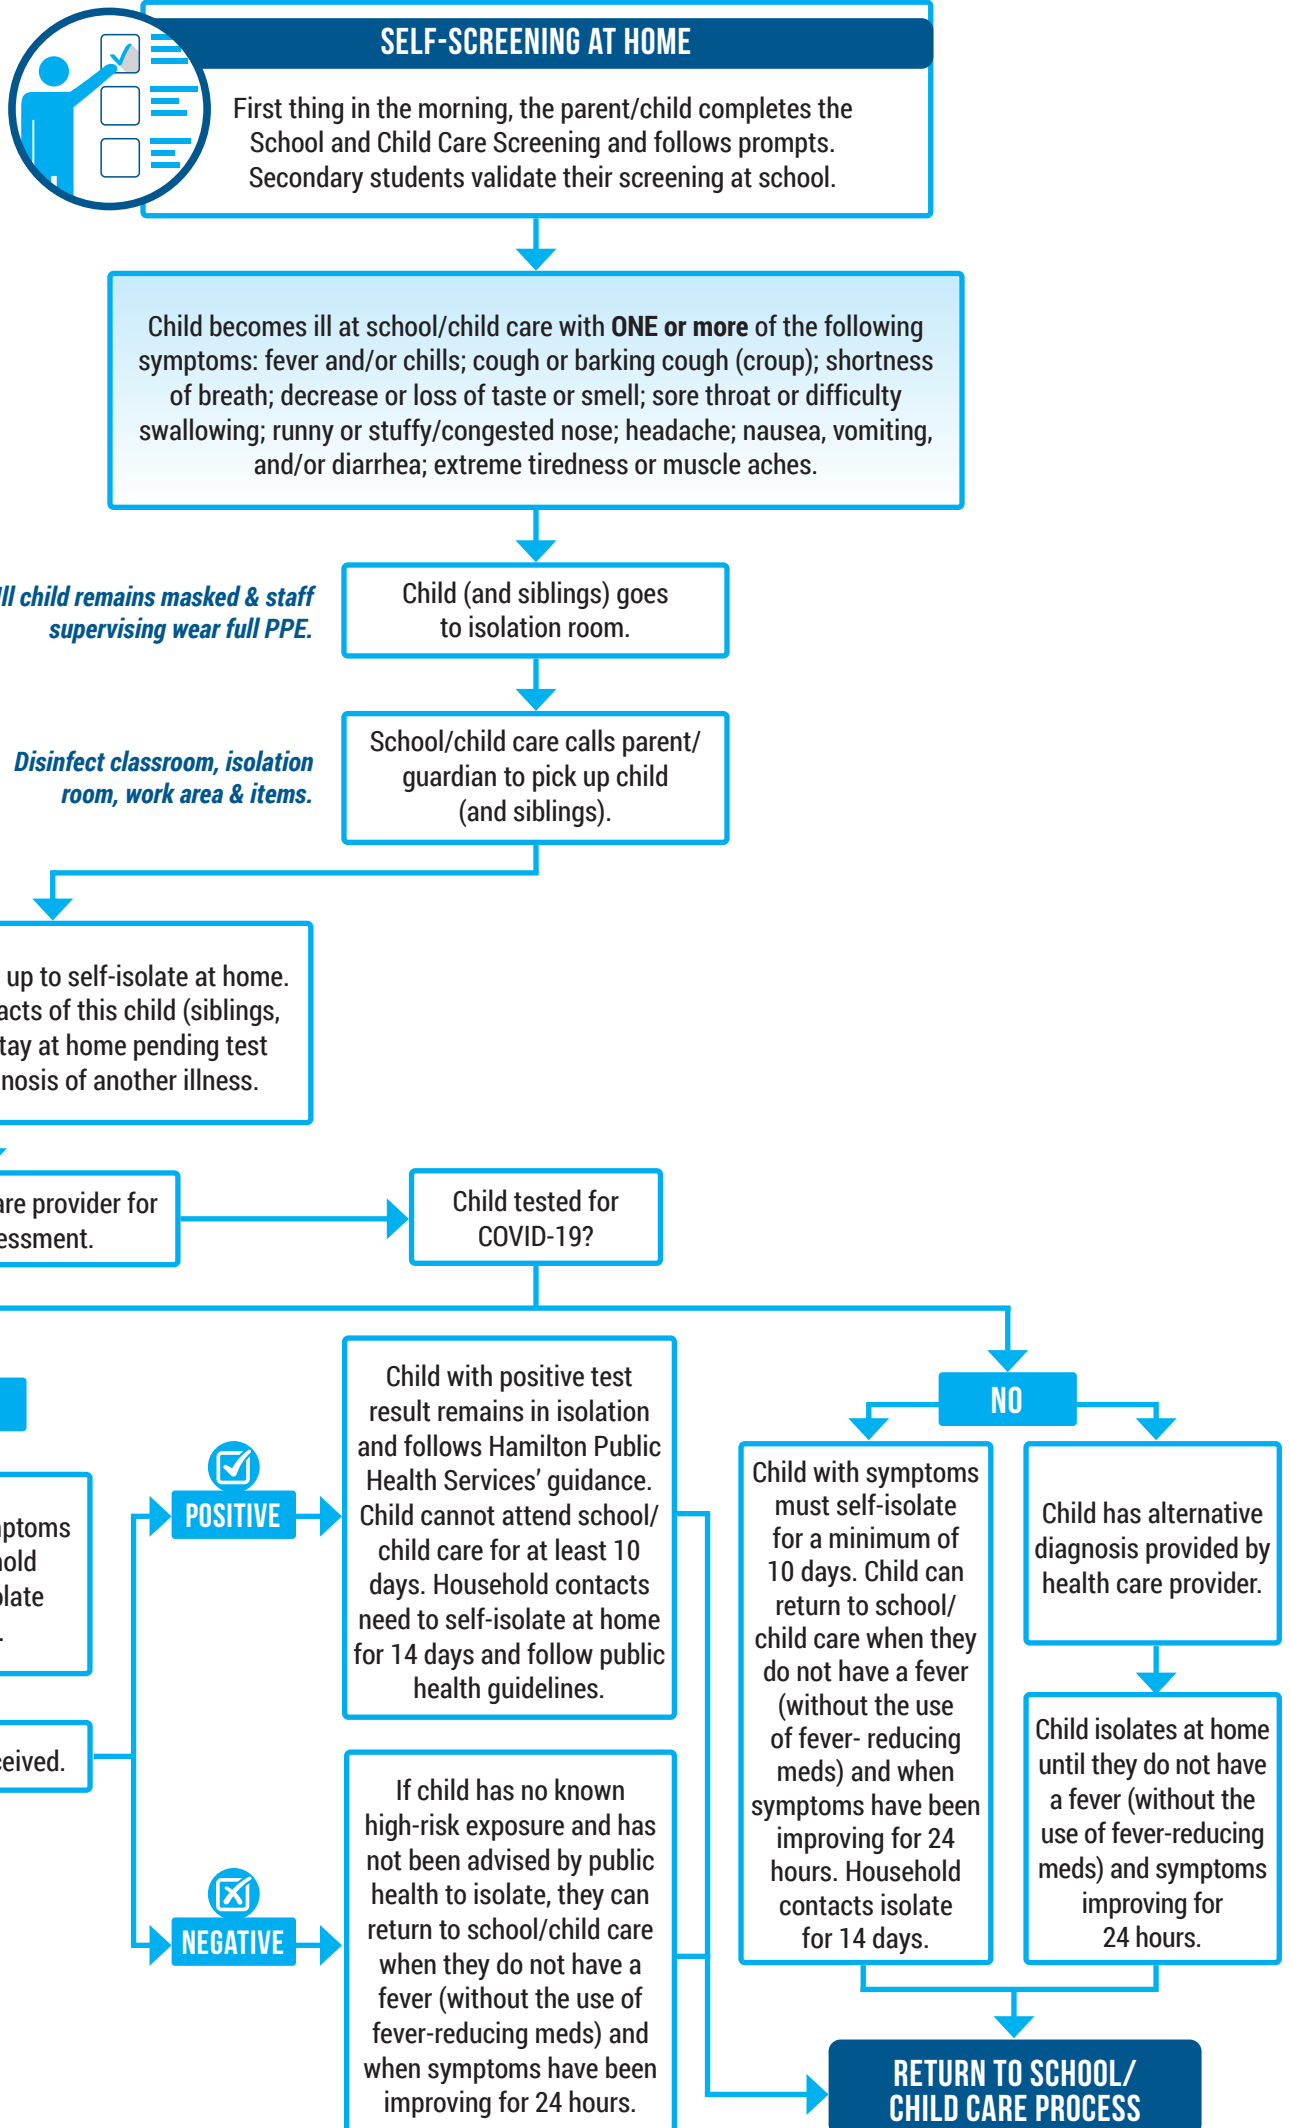 SELF-SCREENING AT HOME
First thing in the morning, the parent/child completes the
School and Child Care Screening and follows prompts.
Secondary students validate their screening at school.
Child becomes ill at school/child care with ONE or more of the following
symptoms: fever and/or chills; cough or barking cough (croup); shortness
of breath; decrease or loss of taste or smell; sore throat or difficulty
swallowing; runny or stuffy/congested nose; headache; nausea, vomiting,
and/or diarrhea; extreme tiredness or muscle aches.
Ill child remains masked & staff
supervising wear full PPE.
Child (and siblings) goes
to isolation room.
Disinfect classroom, isolation
room, work area & items.
School/child care calls parent/
guardian to pick up child
(and siblings).
up to self-isolate at home.
acts of this child (siblings,
tay at home pending test
nosis of another illness.
are provider for
essment.
Child tested for
COVID-19?
ptoms
old
late
.
ceived.
POSITIVE
Child with positive test
result remains in isolation
and follows Hamilton Public
Health Services' guidance.
Child cannot attend school/
child care for at least 10
days. Household contacts
need to self-isolate at home
for 14 days and follow public
health guidelines.
NEGATIVE
If child has no known
high-risk exposure and has
not been advised by public
health to isolate, they can
return to school/child care
when they do not have a
fever (without the use of
fever-reducing meds) and
when symptoms have been
improving for 24 hours.
NO
Child with symptoms
must self-isolate
for a minimum of
10 days. Child can
return to school/
child care when they
do not have a fever
(without the use
of fever- reducing
meds) and when
symptoms have been
improving for 24
hours. Household
contacts isolate
for 14 days.
Child has alternative
diagnosis provided by
health care provider.
Child isolates at home
until they do not have
a fever (without the
use of fever-reducing
meds) and symptoms
improving for
24 hours.
RETURN TO SCHOOL/
CHILD CARE PROCESS